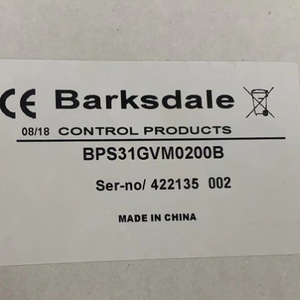 CE Barksdale
08/18 CONTROL PRODUCTS
BPS31GVM0200B
Ser-no/ 422135 002
MADE IN CHINA